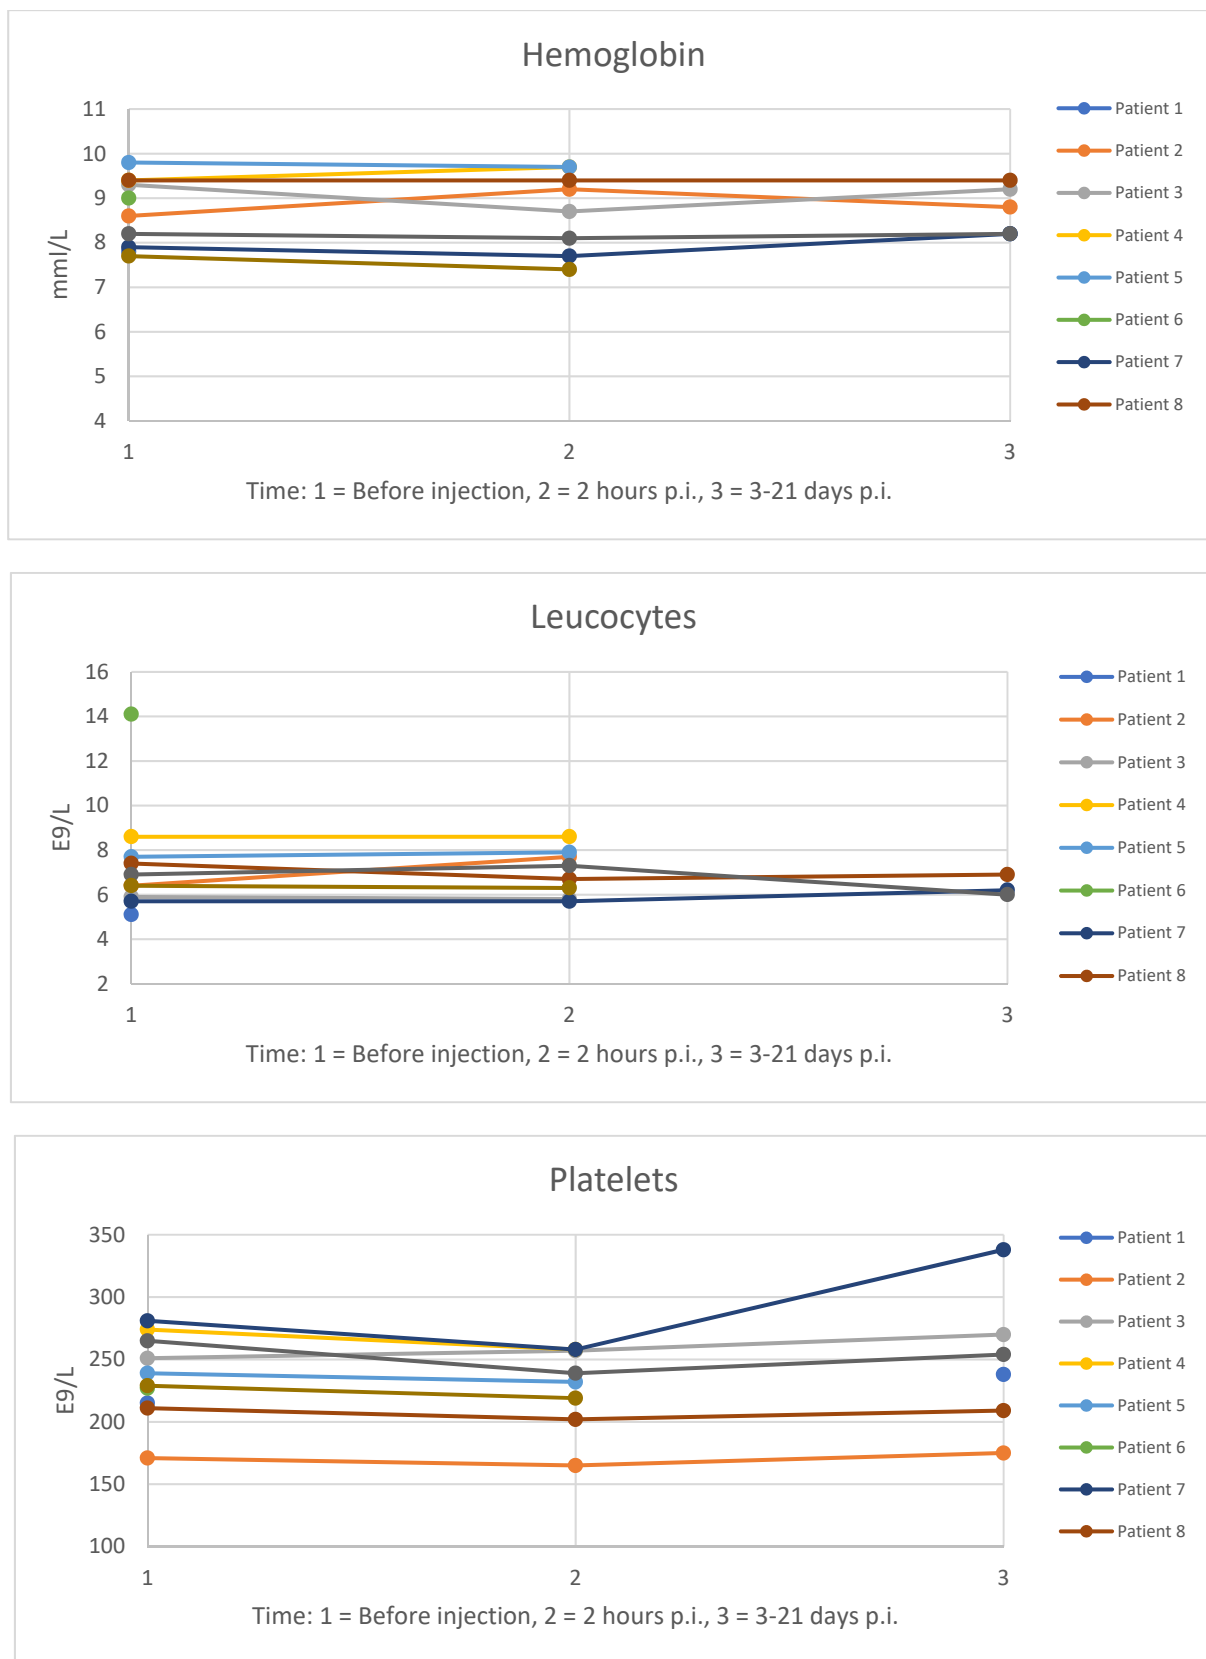 Hemoglobin
11
10
9
8
7
6
5
4
mml/L
1 2 3
Time: 1 = Before injection, 2 = 2 hours p.i., 3 = 3-21 days p.i.
Patient 1
Patient 2
Patient 3
Patient 4
Patient 5
Patient 6
Patient 7
Patient 8
Leucocytes
16
14
12
10
8
6
4
2
E9/L
1 2 3
Time: 1 = Before injection, 2 = 2 hours p.i., 3 = 3-21 days p.i.
Patient 1
Patient 2
Patient 3
Patient 4
Patient 5
Patient 6
Patient 7
Patient 8
Platelets
350
300
250
200
150
100
E9/L
1 2 3
Time: 1 = Before injection, 2 = 2 hours p.i., 3 = 3-21 days p.i.
Patient 1
Patient 2
Patient 3
Patient 4
Patient 5
Patient 6
Patient 7
Patient 8